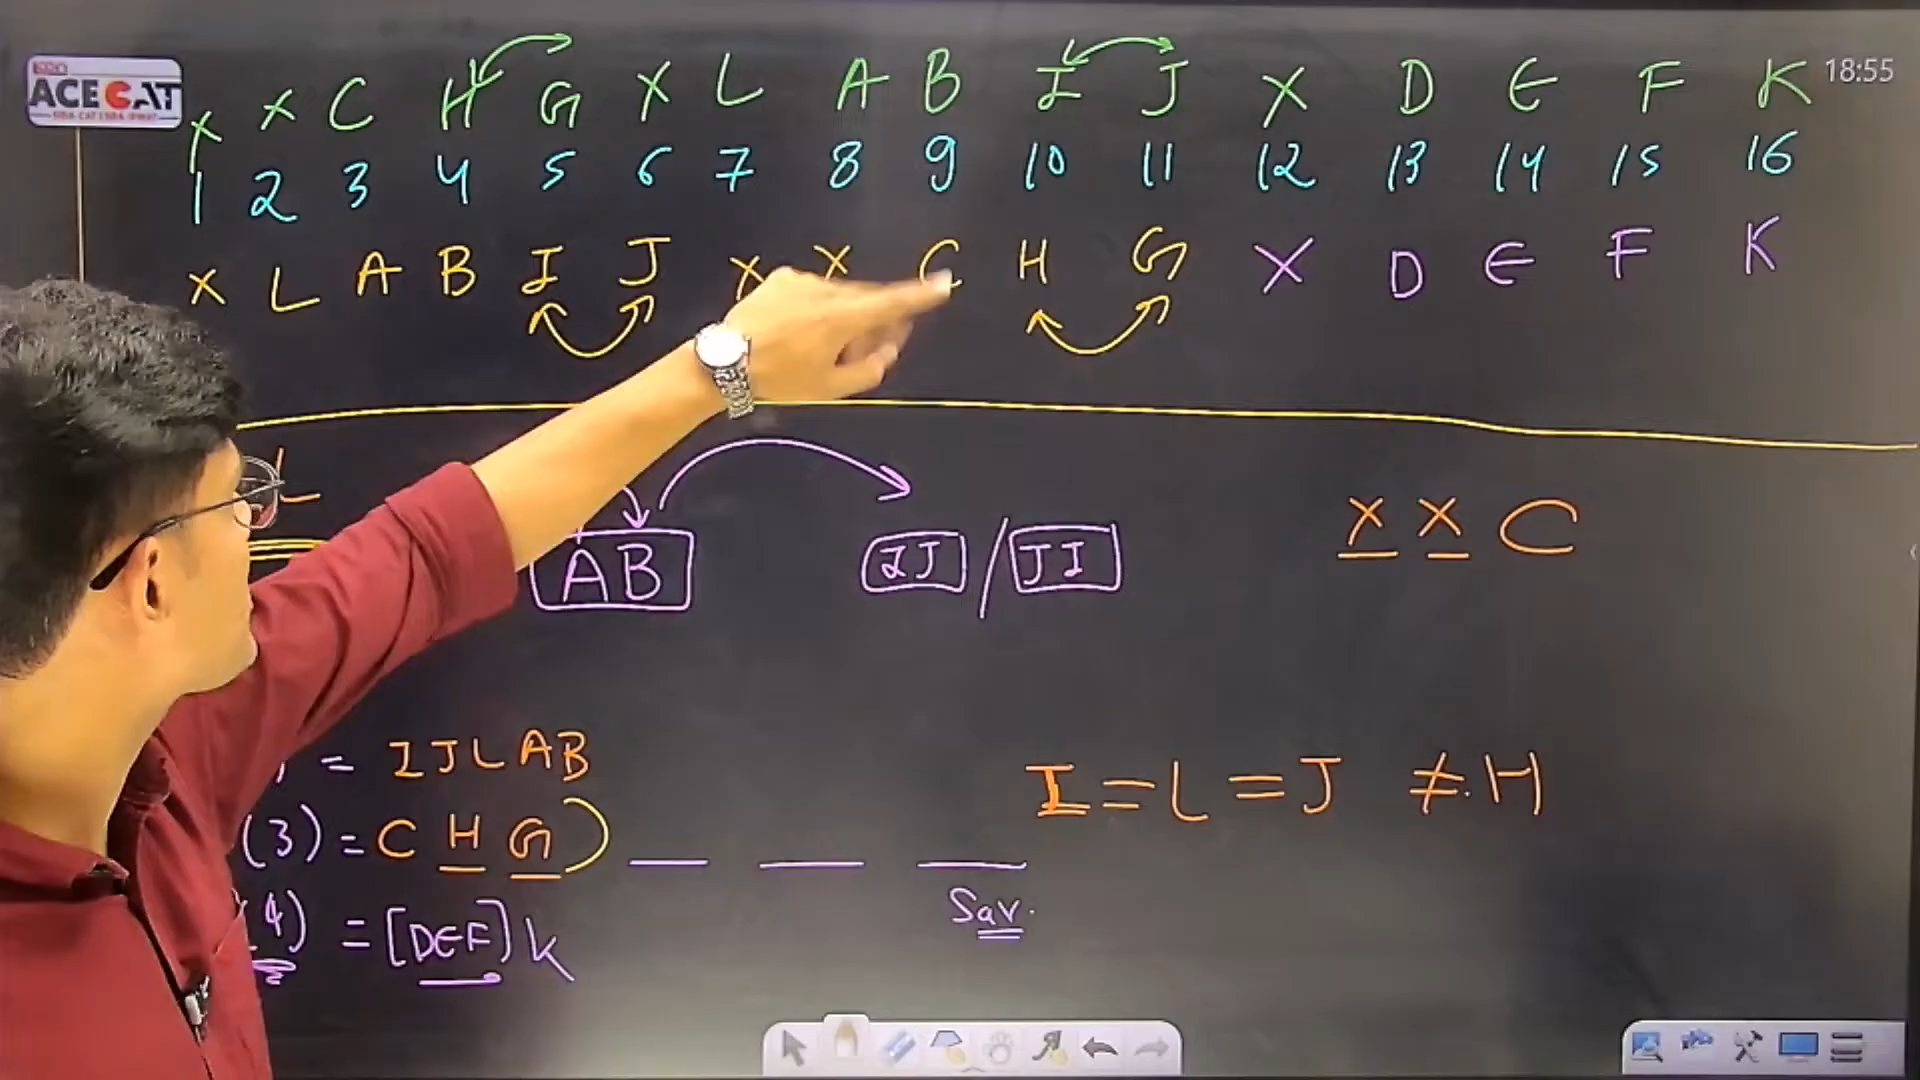 ACE CAT
18:55
X X C H G X L A B I J X D E F K
1 2 3 4 5 6 7 8 9 10 11 12 13 14 15 16
X L A B I J X X C H G X D E F K
L
AB IJ / JI
X X C
= IJLAB
I = L = J ≠ H
(3) = C H G)
Sav.
4) = [DEF] K